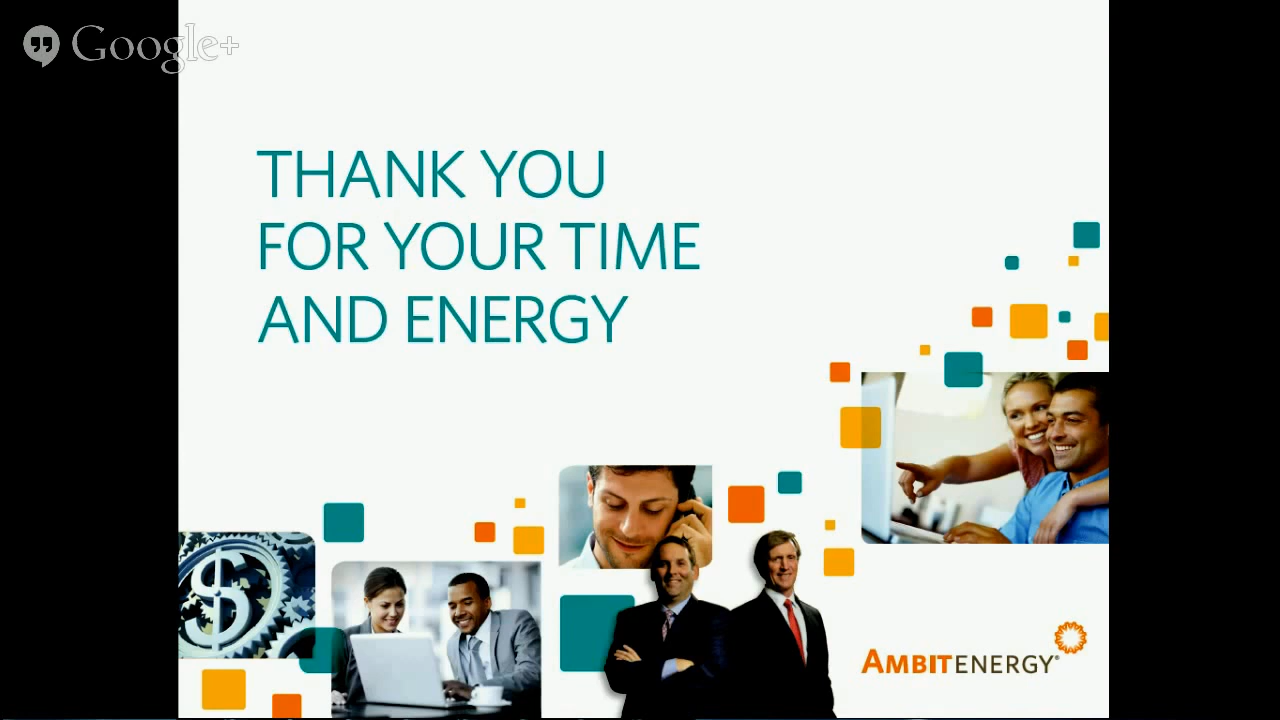 Google+
THANK YOU
FOR YOUR TIME
AND ENERGY
$
AMBITENERGY®